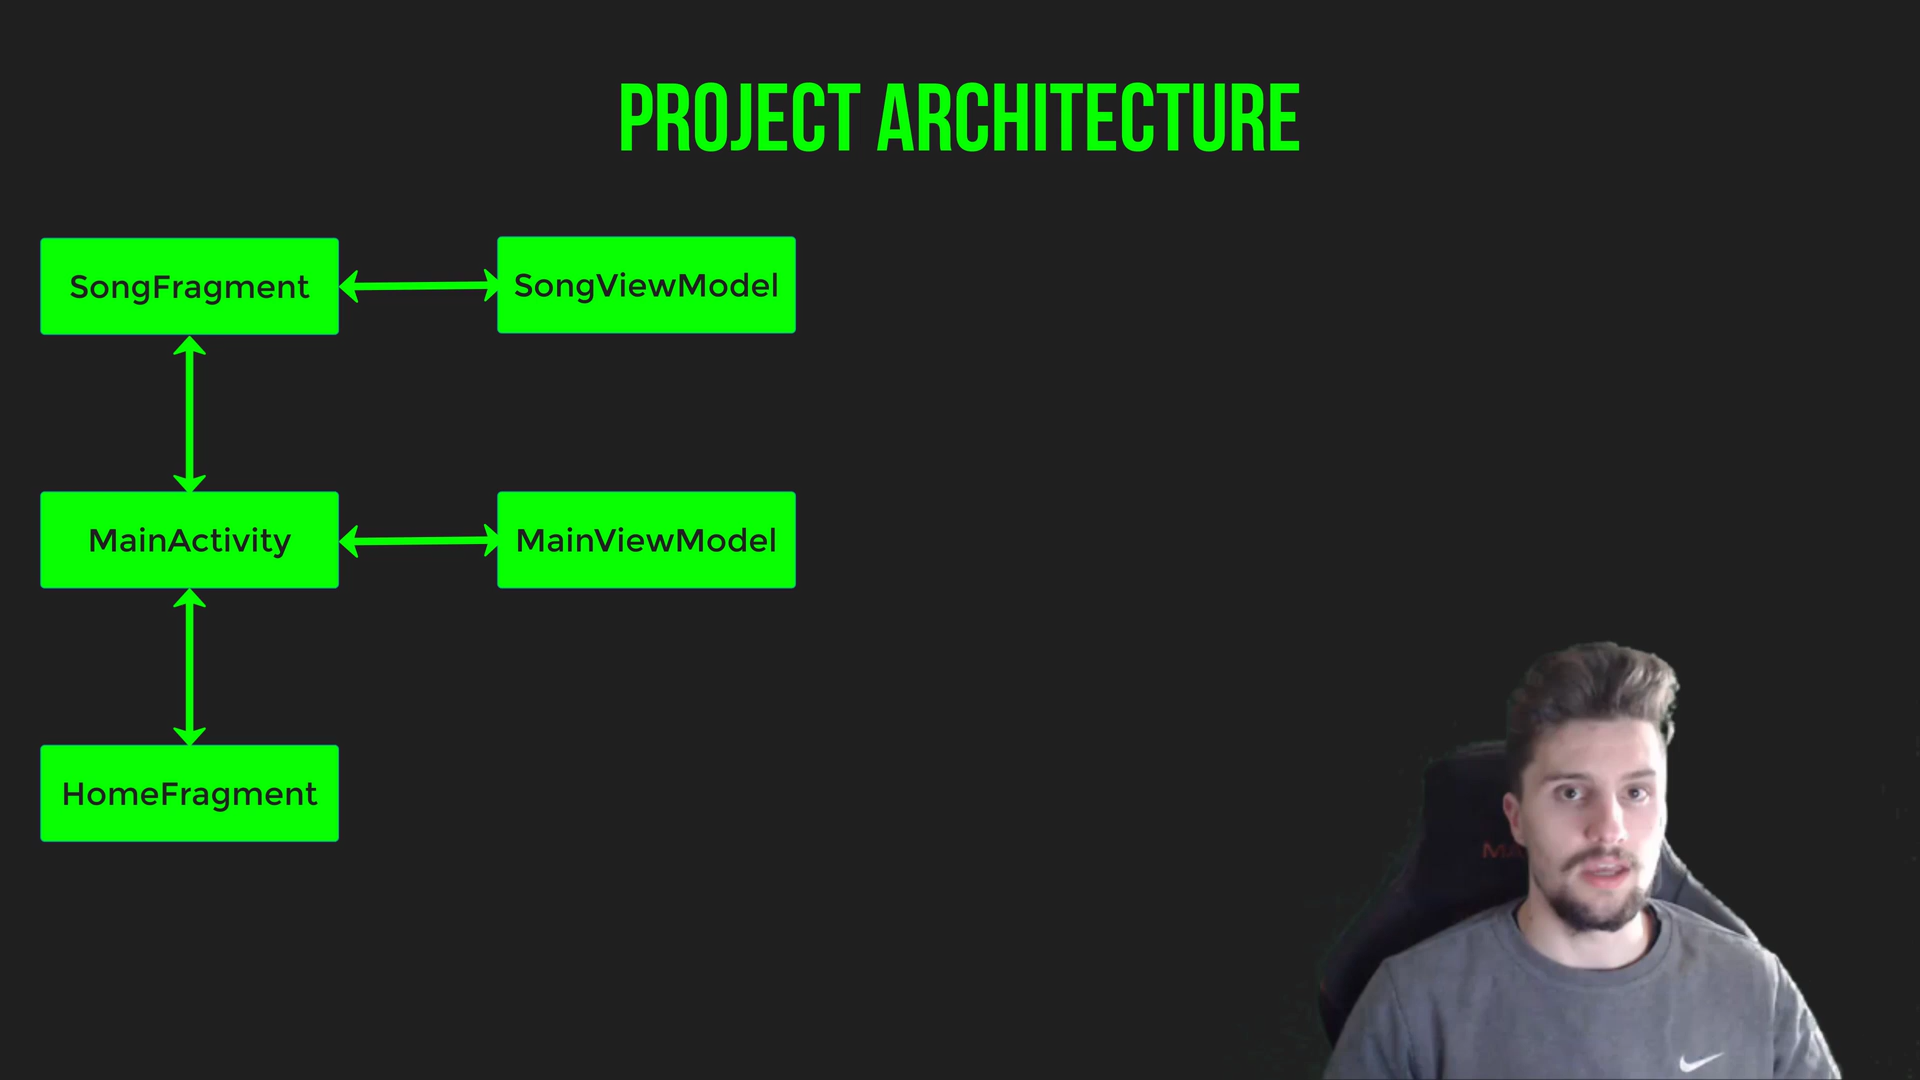 PROJECT ARCHITECTURE
SongFragment
SongViewModel
MainActivity
MainViewModel
HomeFragment